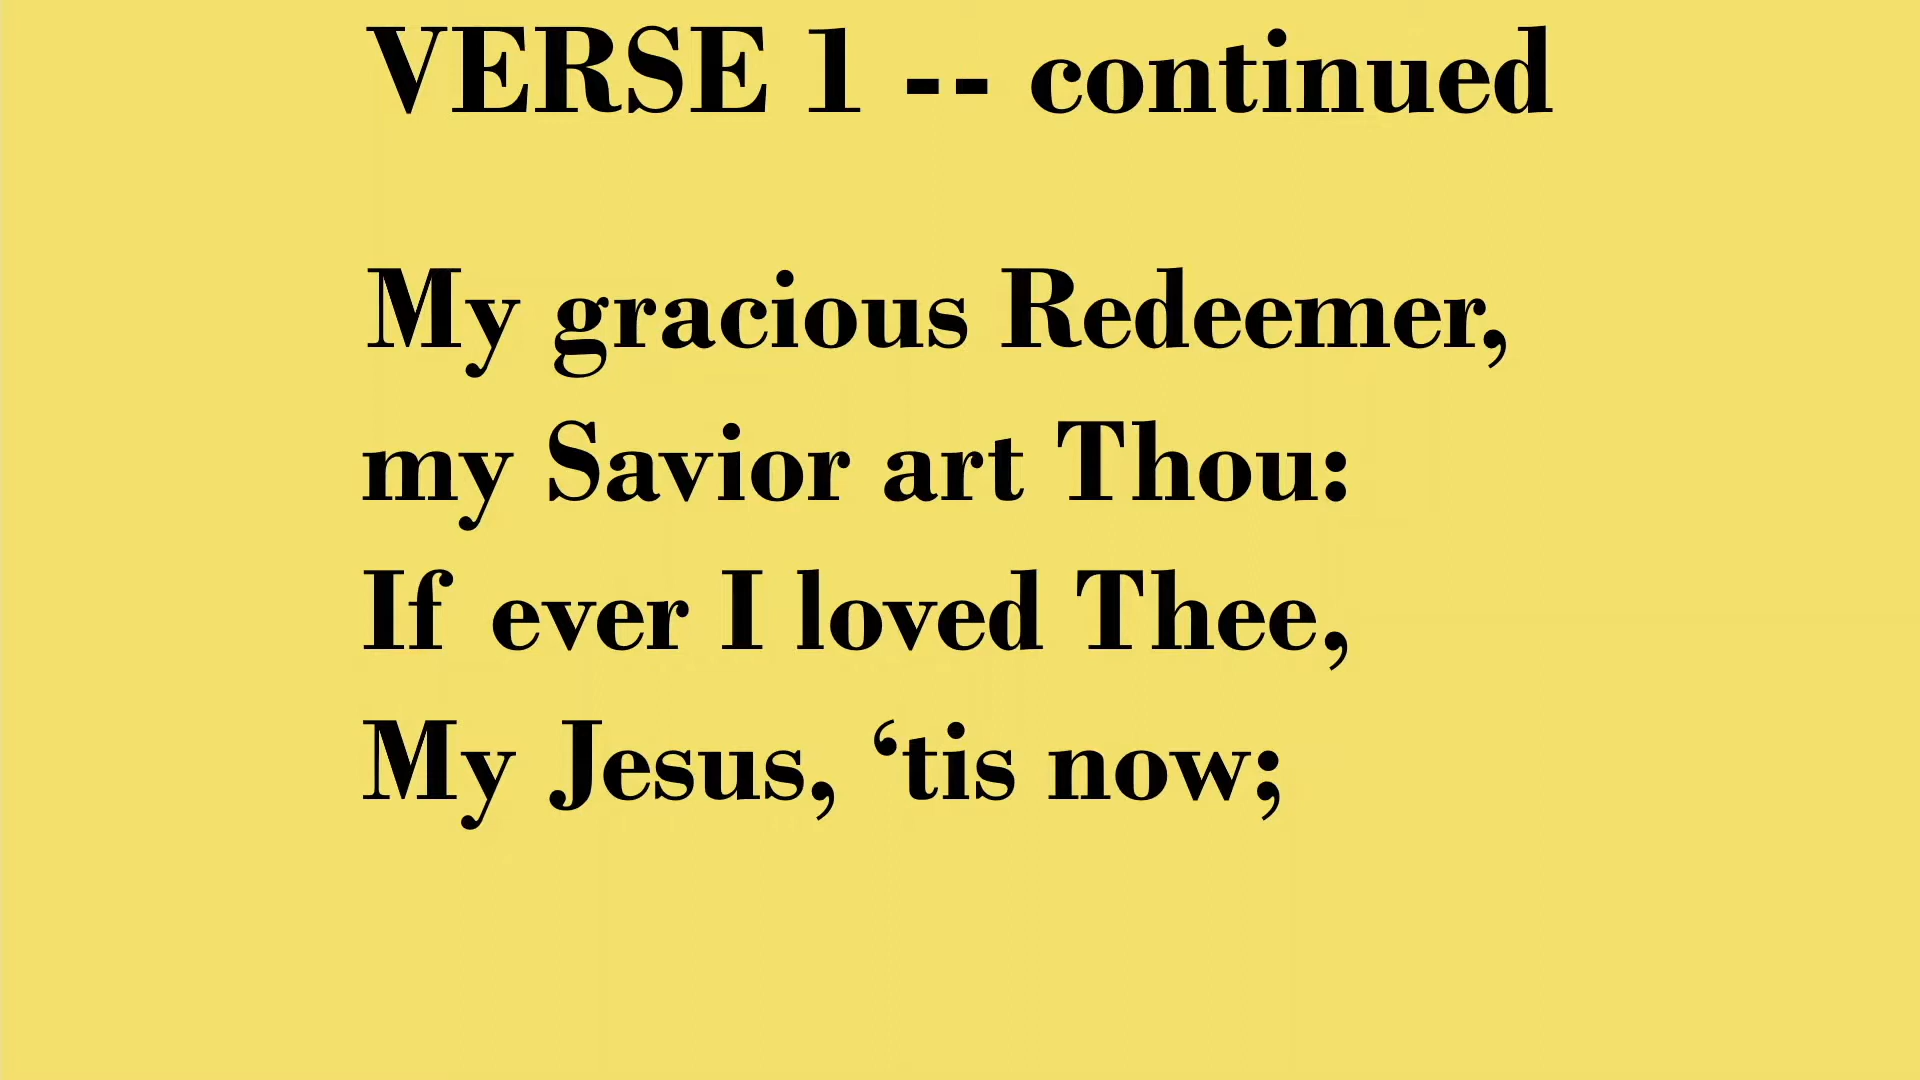 VERSE 1 -- continued
My gracious Redeemer,
my Savior art Thou:
If ever I loved Thee,
My Jesus, ‘tis now;